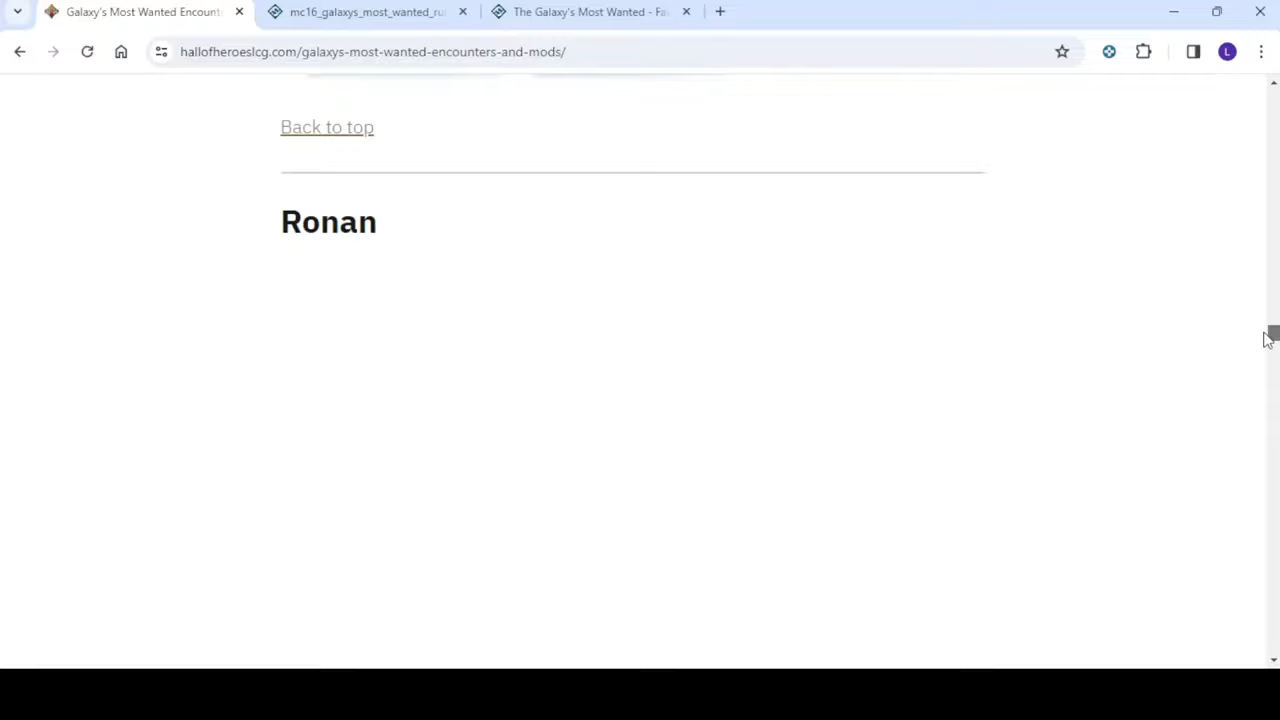 Galaxy's Most Wanted Encount
mc16_galaxys_most_wanted_ru
The Galaxy's Most Wanted - Fa
hallofheroeslcg.com/galaxys-most-wanted-encounters-and-mods/
L
Back to top
Ronan